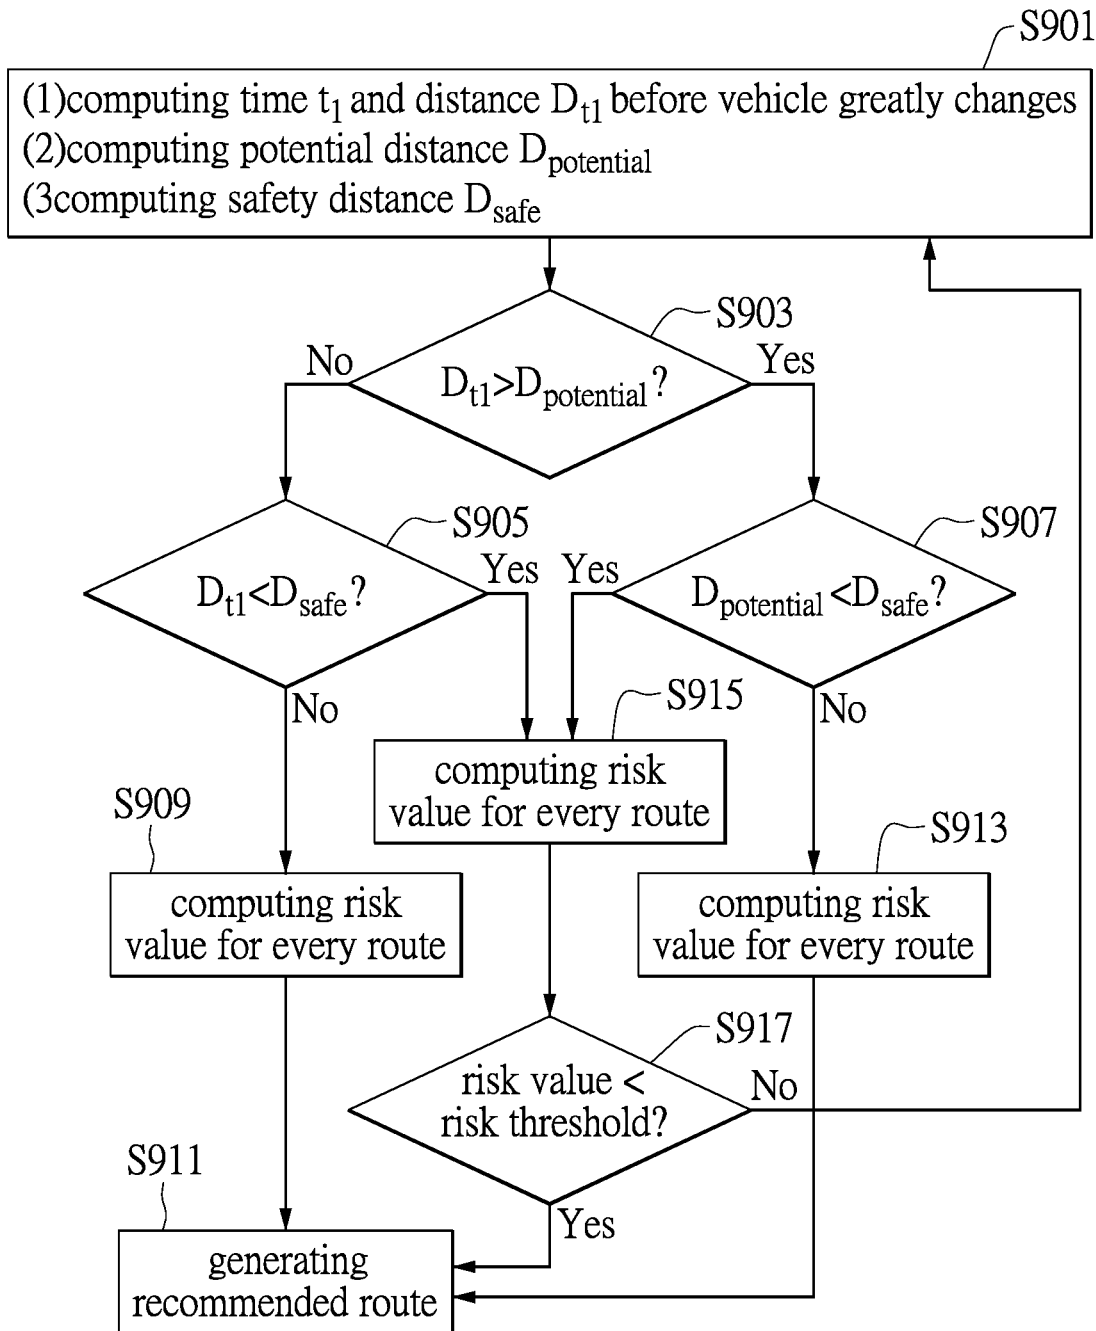 S901
(1)computing time t1 and distance Dt1 before vehicle greatly changes
(2)computing potential distance Dpotential
(3computing safety distance Dsafe
S903
No
Yes
Dt1>Dpotential?
S905
S907
Yes
Yes
Dt1<Dsafe?
Dpotential<Dsafe?
No
S915
No
computing risk
value for every route
S909
S913
computing risk
value for every route
computing risk
value for every route
S917
risk value <
risk threshold?
No
S911
Yes
generating
recommended route